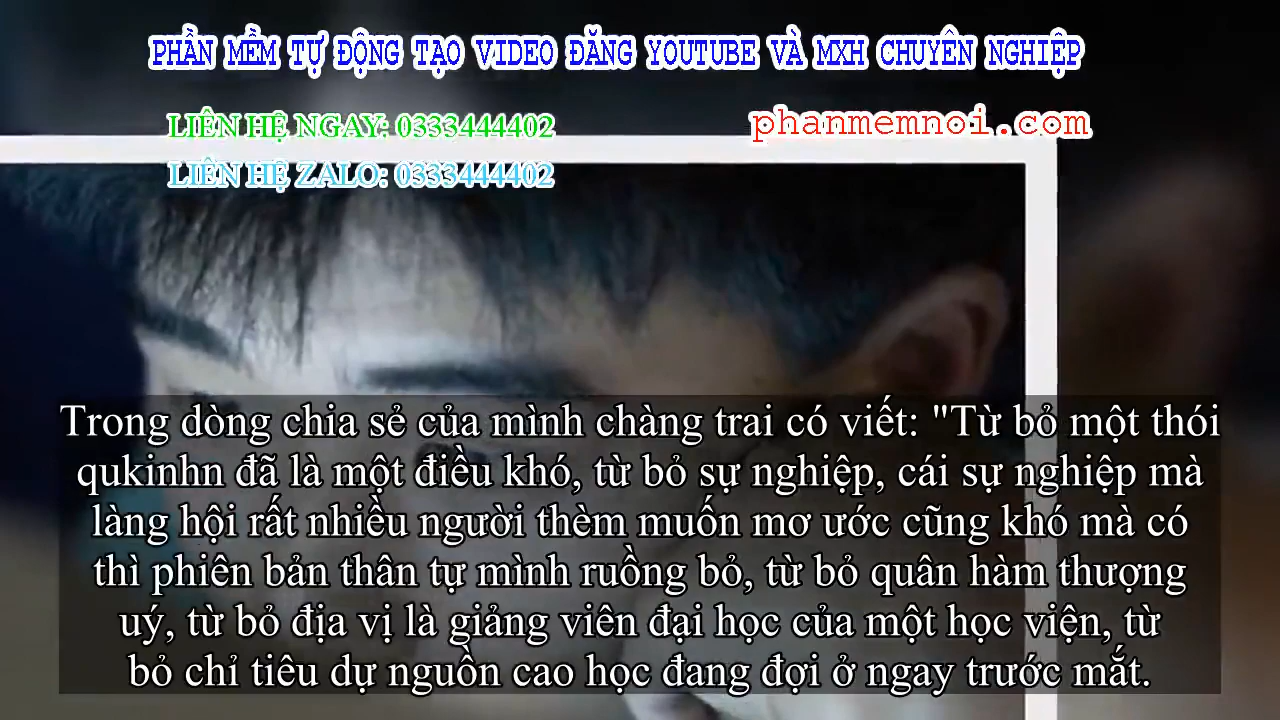 PHẦN MỀM TỰ ĐỘNG TẠO VIDEO ĐĂNG YOUTUBE VÀ MXH CHUYÊN NGHIỆP
LIÊN HỆ NGAY: 0333444402
phanmemnoi.com
LIÊN HỆ ZALO: 0333444402
Trong dòng chia sẻ của mình chàng trai có viết: "Từ bỏ một thói
qukinhn đã là một điều khó, từ bỏ sự nghiệp, cái sự nghiệp mà
làng hội rất nhiều người thèm muốn mơ ước cũng khó mà có
thì phiên bản thân tự mình ruồng bỏ, từ bỏ quân hàm thượng
uý, từ bỏ địa vị là giảng viên đại học của một học viện, từ
bỏ chỉ tiêu dự nguồn cao học đang đợi ở ngay trước mắt.